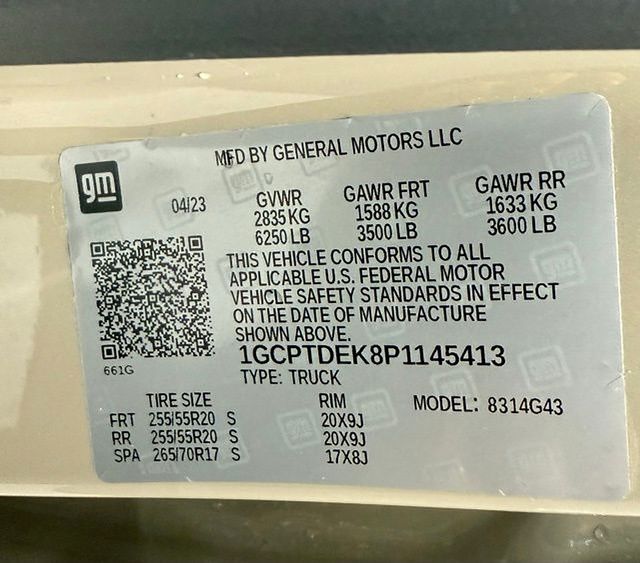 gm
MFD BY GENERAL MOTORS LLC
04/23 GVWR GAWR FRT GAWR RR
2835 KG 1588 KG 1633 KG
6250 LB 3500 LB 3600 LB
THIS VEHICLE CONFORMS TO ALL
APPLICABLE U.S. FEDERAL MOTOR
VEHICLE SAFETY STANDARDS IN EFFECT
ON THE DATE OF MANUFACTURE
SHOWN ABOVE.
661G
1GCPTDEK8P1145413
TYPE: TRUCK
TIRE SIZE RIM MODEL: 8314G43
FRT 255/55R20 S 20X9J
RR 255/55R20 S 20X9J
SPA 265/70R17 S 17X8J